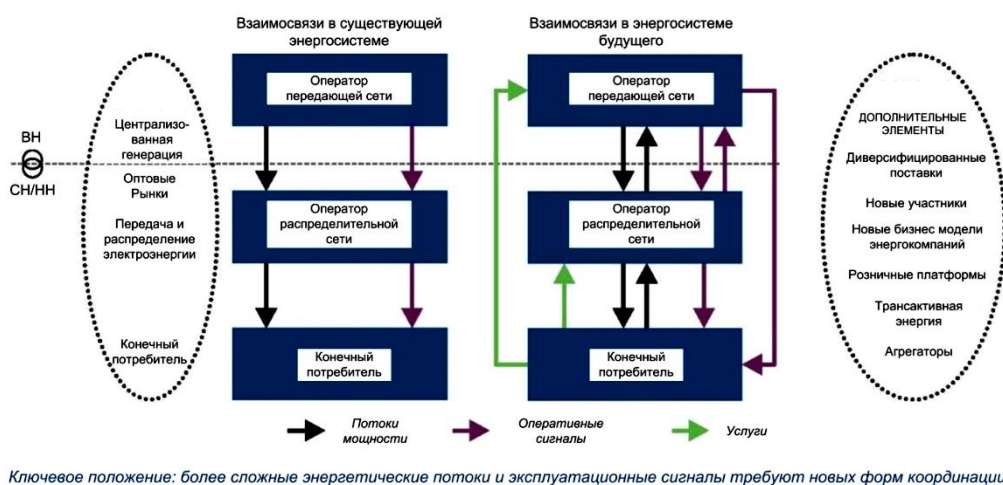 Взаимосвязи в существующей
энергосистеме
Взаимосвязи в энергосистеме
будущего
ВН
СН/НН
Централизо-
ванная
генерация
Оптовые
Рынки
Передача и
распределение
электроэнергии
Конечный
потребитель
Оператор
передающей сети
Оператор
распределительной
сети
Конечный
потребитель
Оператор
передающей сети
Оператор
распределительной
сети
Конечный
потребитель
ДОПОЛНИТЕЛЬНЫЕ
ЭЛЕМЕНТЫ
Диверсифицированные
поставки
Новые участники
Новые бизнес модели
энергокомпаний
Розничные платформы
Трансактивная
энергия
Агрегаторы
Потоки
мощности
Оперативные
сигналы
Услуги
Ключевое положение: более сложные энергетические потоки и эксплуатационные сигналы требуют новых форм координации